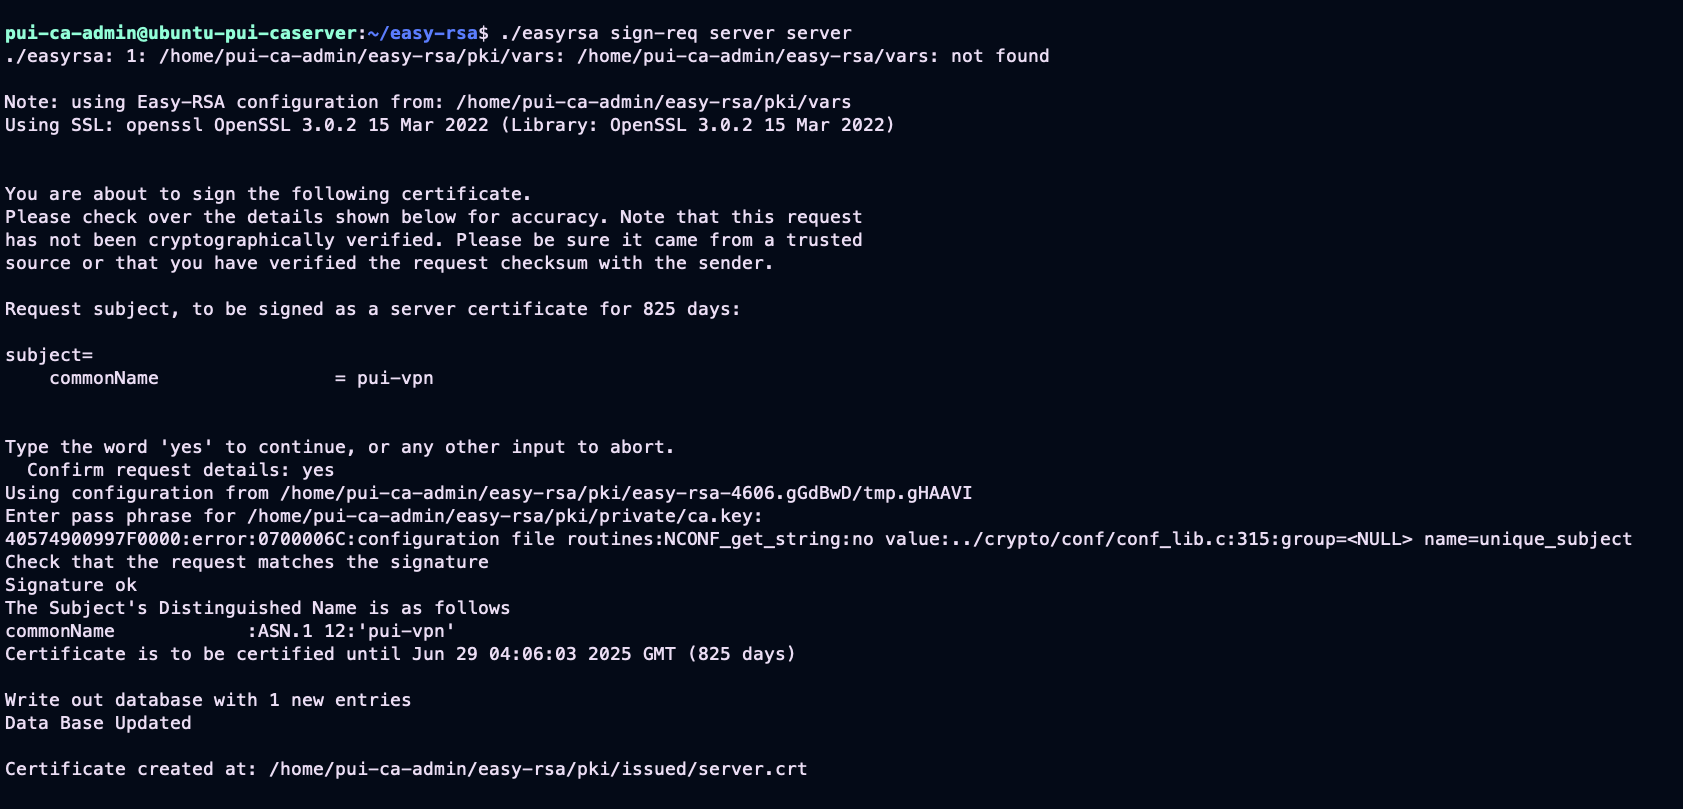 pui-ca-admin@ubuntu-pui-caserver:~/easy-rsa$ ./easyrsa sign-req server server
./easyrsa: 1: /home/pui-ca-admin/easy-rsa/pki/vars: /home/pui-ca-admin/easy-rsa/vars: not found

Note: using Easy-RSA configuration from: /home/pui-ca-admin/easy-rsa/pki/vars
Using SSL: openssl OpenSSL 3.0.2 15 Mar 2022 (Library: OpenSSL 3.0.2 15 Mar 2022)


You are about to sign the following certificate.
Please check over the details shown below for accuracy. Note that this request
has not been cryptographically verified. Please be sure it came from a trusted
source or that you have verified the request checksum with the sender.

Request subject, to be signed as a server certificate for 825 days:

subject=
    commonName                = pui-vpn


Type the word 'yes' to continue, or any other input to abort.
  Confirm request details: yes
Using configuration from /home/pui-ca-admin/easy-rsa/pki/easy-rsa-4606.gGdBwD/tmp.gHAAVI
Enter pass phrase for /home/pui-ca-admin/easy-rsa/pki/private/ca.key:
40574900997F0000:error:0700006C:configuration file routines:NCONF_get_string:no value:../crypto/conf/conf_lib.c:315:group=<NULL> name=unique_subject
Check that the request matches the signature
Signature ok
The Subject's Distinguished Name is as follows
commonName            :ASN.1 12:'pui-vpn'
Certificate is to be certified until Jun 29 04:06:03 2025 GMT (825 days)

Write out database with 1 new entries
Data Base Updated

Certificate created at: /home/pui-ca-admin/easy-rsa/pki/issued/server.crt